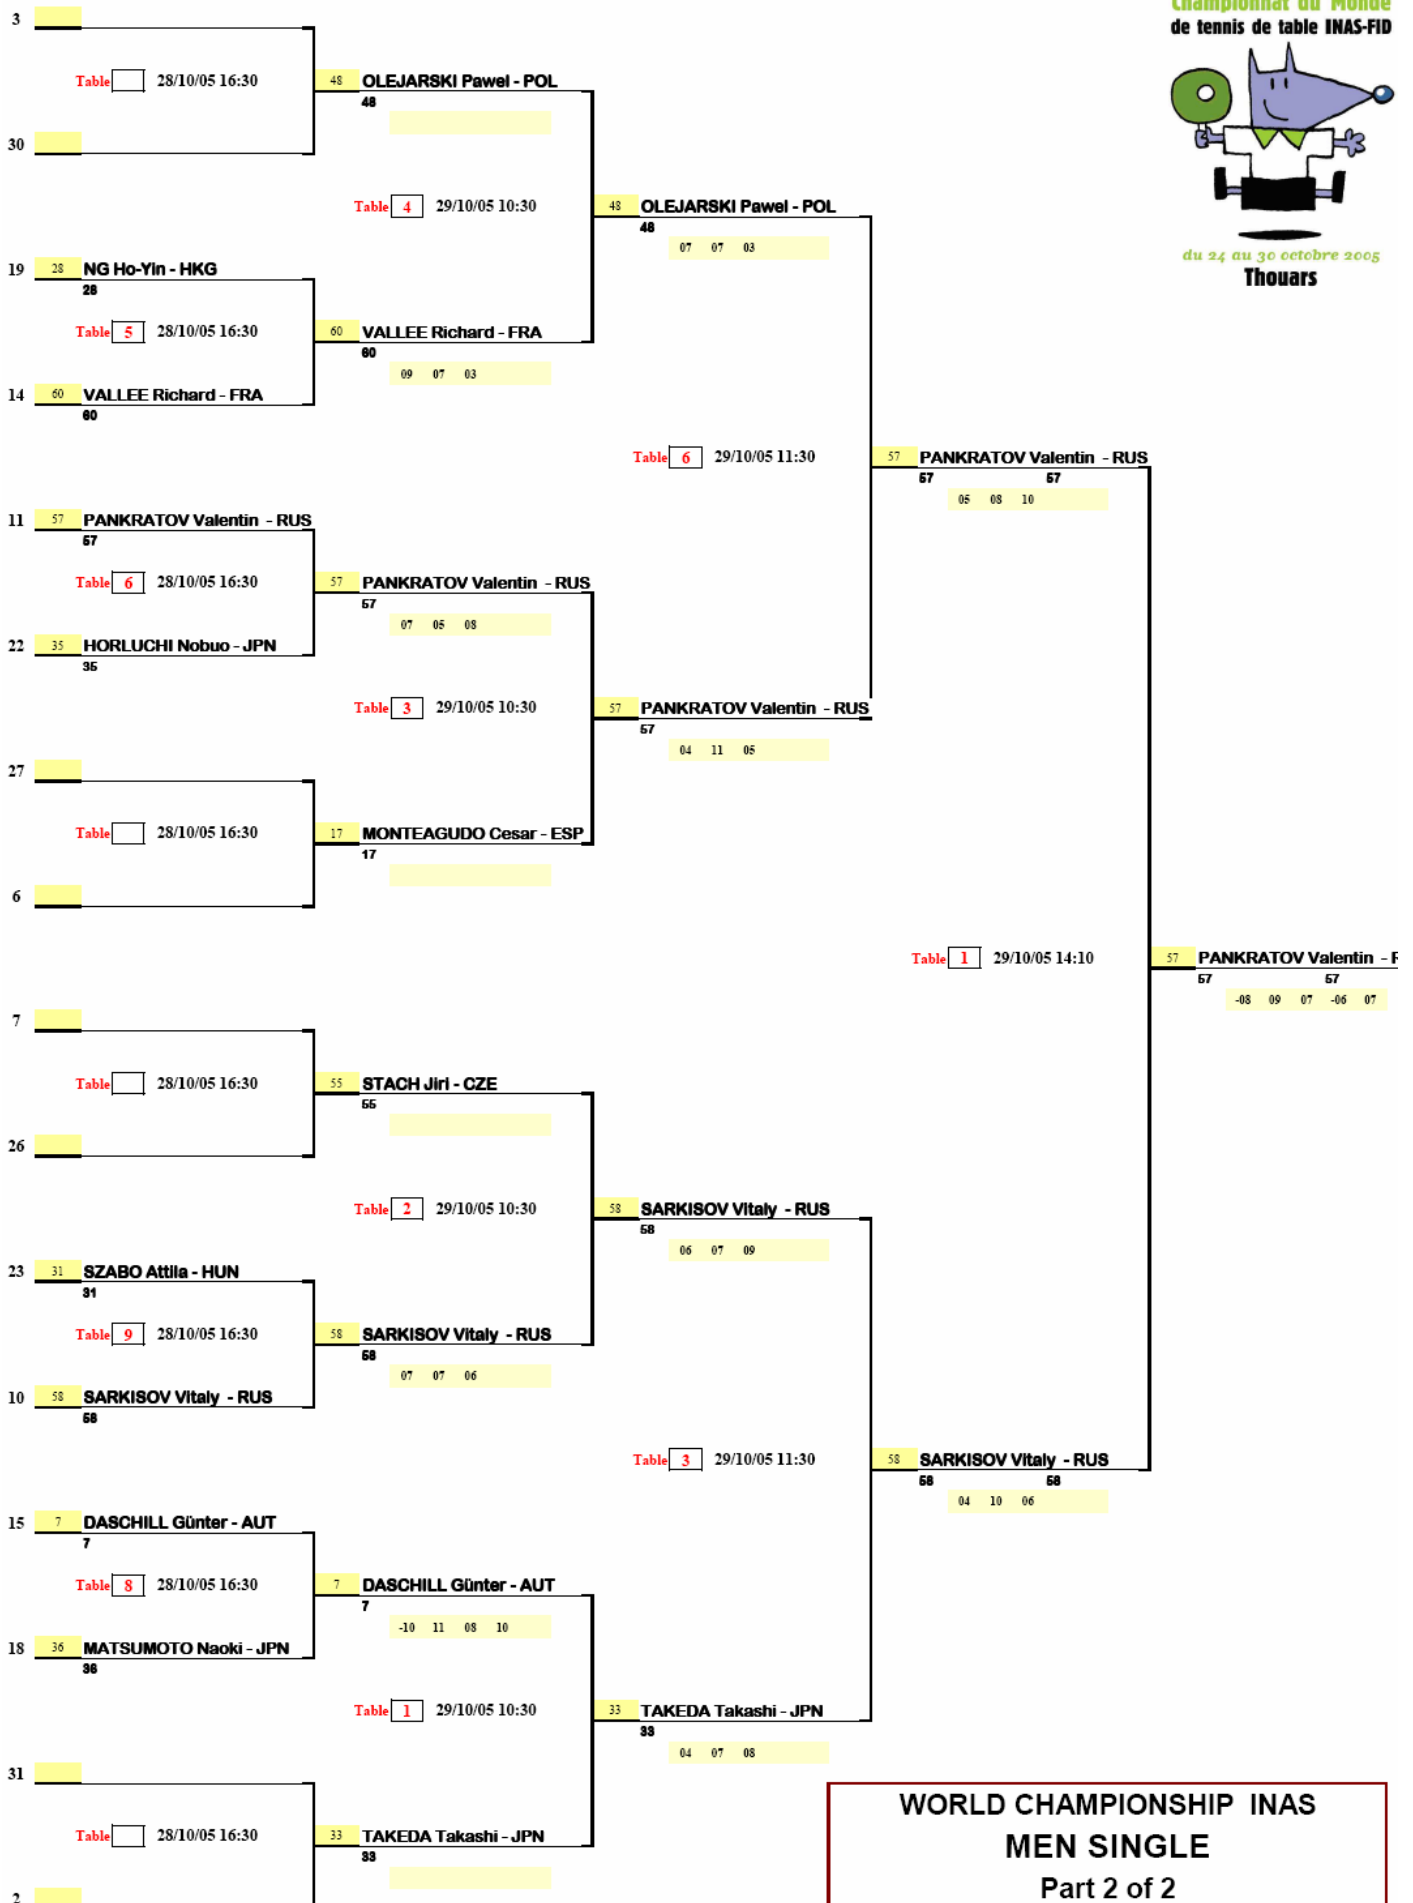 Championnat du Monde
de tennis de table INAS-FID
du 24 au 30 octobre 2005
Thouars
3
Table 28/10/05 16:30
48 OLEJARSKI Pawel - POL
48
30
Table 4 29/10/05 10:30
48 OLEJARSKI Pawel - POL
48
07 07 03
19 28 NG Ho-Yin - HKG
28
Table 5 28/10/05 16:30
60 VALLEE Richard - FRA
60
09 07 03
14 60 VALLEE Richard - FRA
60
Table 6 29/10/05 11:30
57 PANKRATOV Valentin - RUS
57 57
05 08 10
11 57 PANKRATOV Valentin - RUS
57
Table 6 28/10/05 16:30
57 PANKRATOV Valentin - RUS
57
07 05 08
22 35 HORLUCHI Nobuo - JPN
35
Table 3 29/10/05 10:30
57 PANKRATOV Valentin - RUS
57
04 11 05
27
Table 28/10/05 16:30
17 MONTEAGUDO Cesar - ESP
17
6
Table 1 29/10/05 14:10
57 PANKRATOV Valentin -
57 57
-08 09 07 -06 07
7
Table 28/10/05 16:30
55 STACH Jiri - CZE
55
26
Table 2 29/10/05 10:30
58 SARKISOV Vitaly - RUS
58
06 07 09
23 31 SZABO Attila - HUN
31
Table 9 28/10/05 16:30
58 SARKISOV Vitaly - RUS
58
07 07 06
10 58 SARKISOV Vitaly - RUS
58
Table 3 29/10/05 11:30
58 SARKISOV Vitaly - RUS
58 58
04 10 06
15 7 DASCHILL Günter - AUT
7
Table 8 28/10/05 16:30
7 DASCHILL Günter - AUT
7
-10 11 08 10
18 36 MATSUMOTO Naoki - JPN
36
Table 1 29/10/05 10:30
33 TAKEDA Takashi - JPN
33
04 07 08
31
Table 28/10/05 16:30
33 TAKEDA Takashi - JPN
33
2
WORLD CHAMPIONSHIP INAS
MEN SINGLE
Part 2 of 2